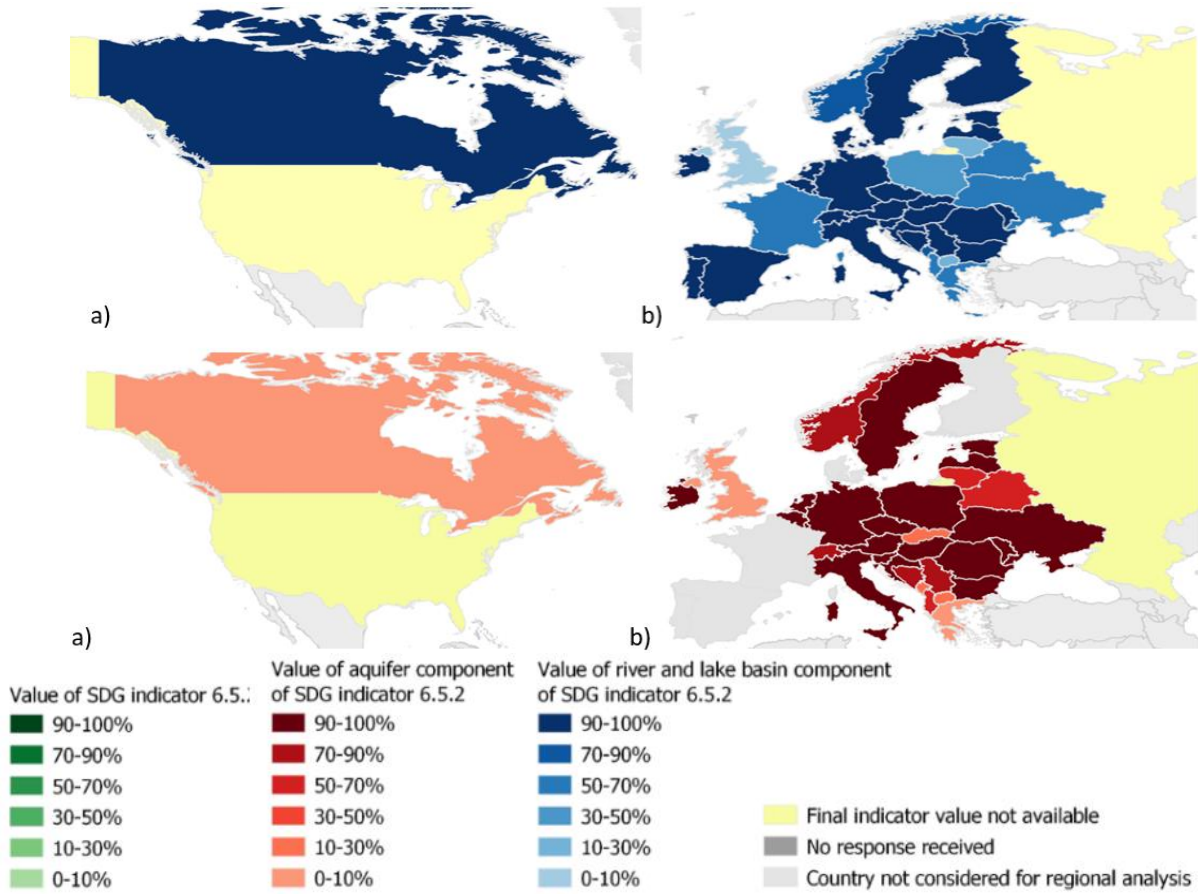 a)
b)
a)
b)
Value of SDG indicator 6.5.:
90-100%
70-90%
50-70%
30-50%
10-30%
0-10%
Value of aquifer component
of SDG indicator 6.5.2
90-100%
70-90%
50-70%
30-50%
10-30%
0-10%
Value of river and lake basin component
of SDG indicator 6.5.2
90-100%
70-90%
50-70%
30-50%
10-30%
0-10%
Final indicator value not available
No response received
Country not considered for regional analysis